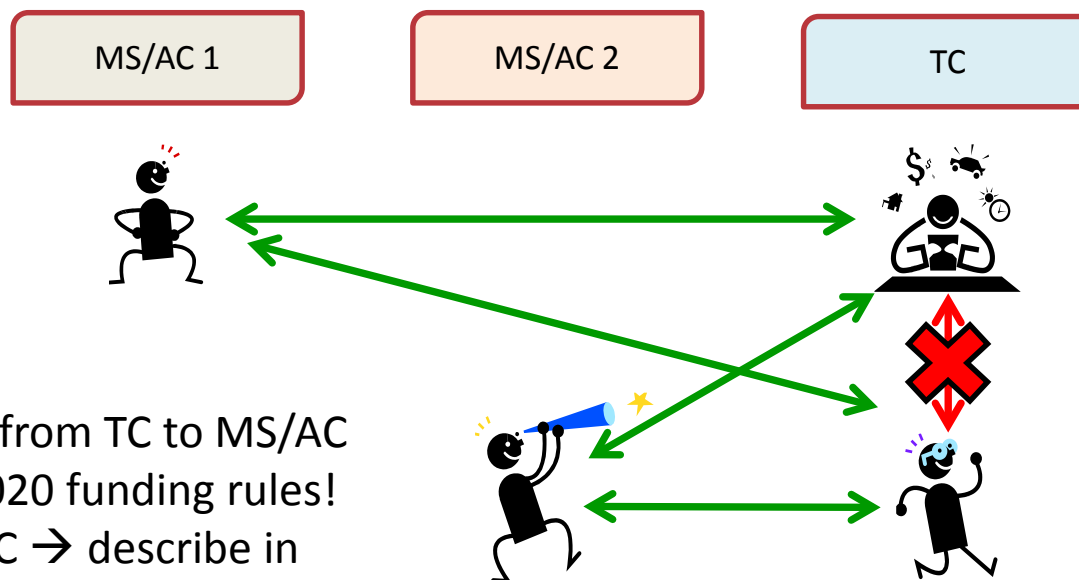 MS/AC 1
MS/AC 2
TC
from TC to MS/AC
020 funding rules!
C → describe in